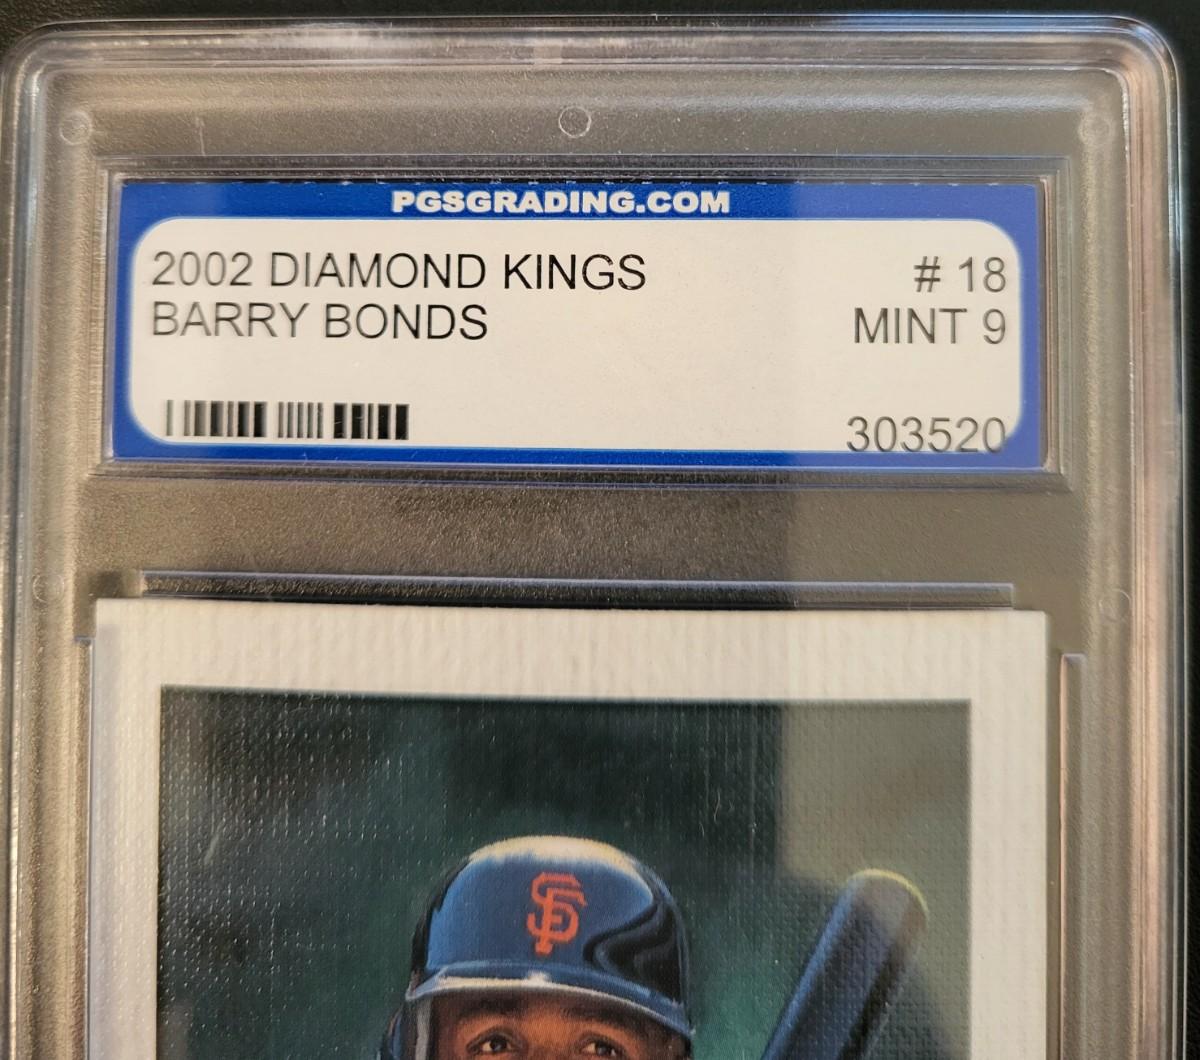 PGSGRADING.COM
2002 DIAMOND KINGS # 18
BARRY BONDS MINT 9
303520
SF